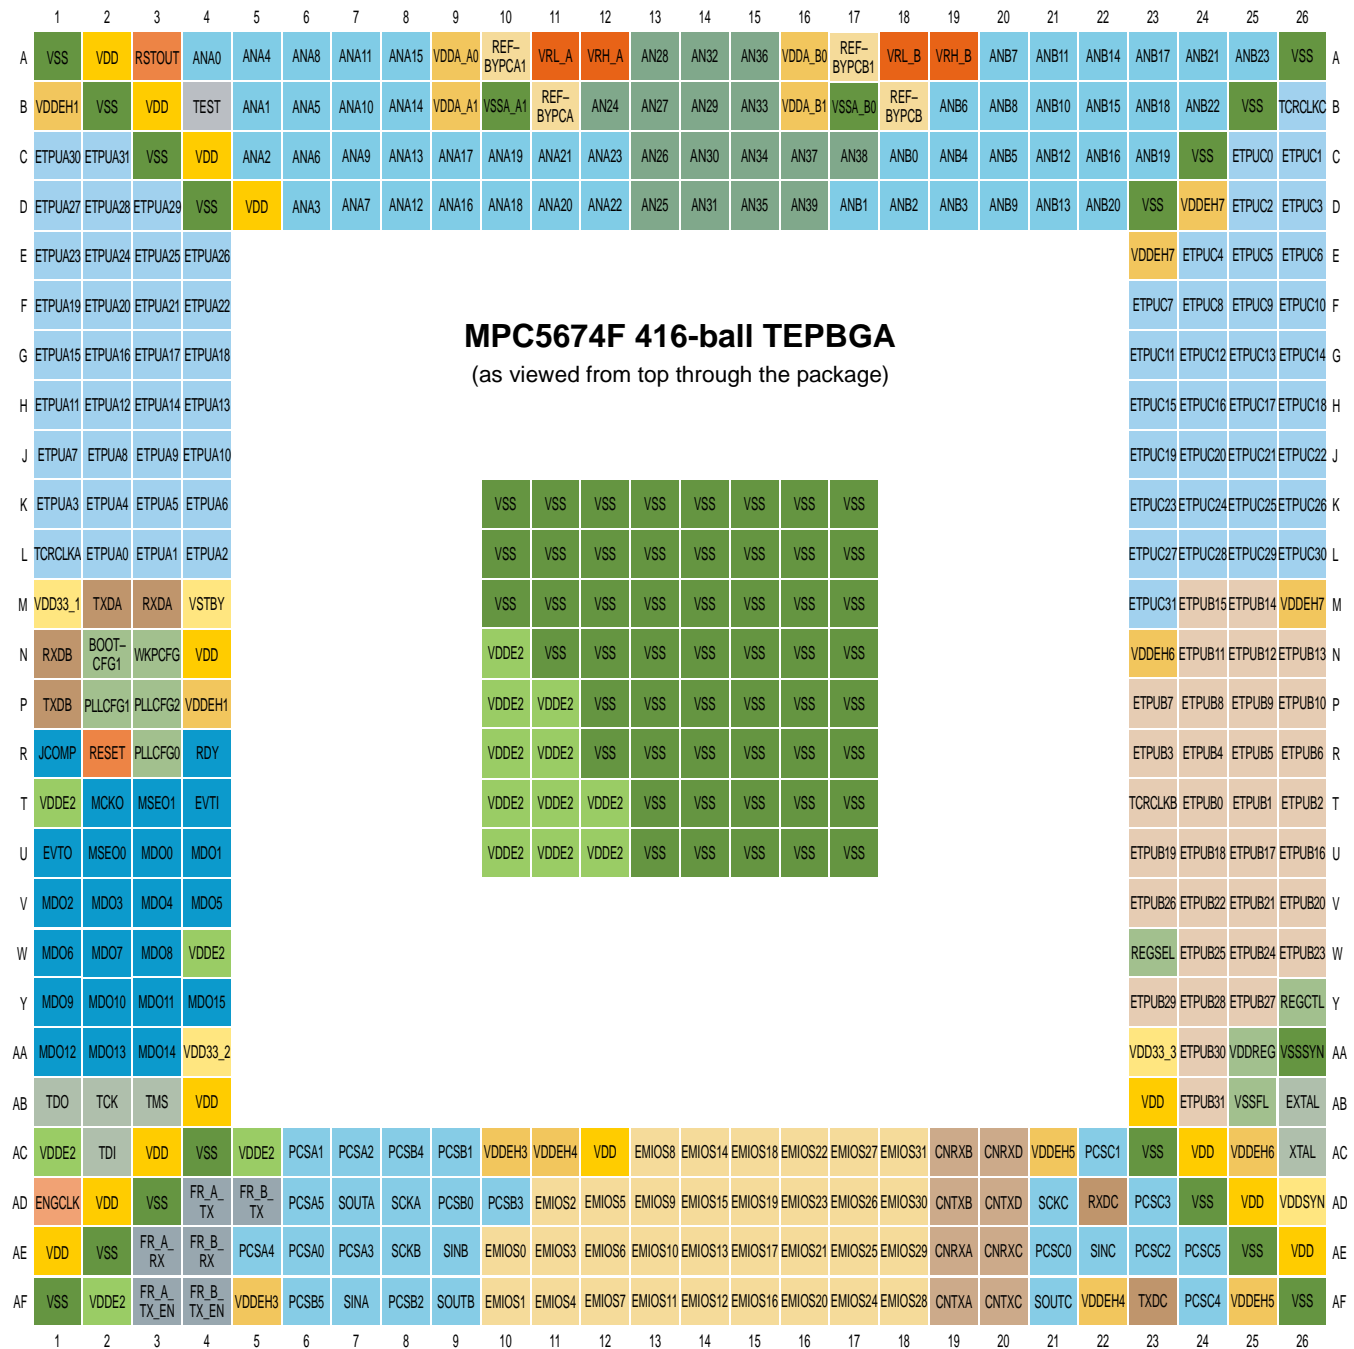 1 2 3 4 5 6 7 8 9 10 11 12 13 14 15 16 17 18 19 20 21 22 23 24 25 26
A VSS VDD RSTOUT ANA0 ANA4 ANA8 ANA11 ANA15 VDDA_A0 REF–BYPCA1 VRL_A VRH_A AN28 AN32 AN36 VDDA_B0 REF–BYPCB1 VRL_B VRH_B ANB7 ANB11 ANB14 ANB17 ANB21 ANB23 VSS A
B VDDEH1 VSS VDD TEST ANA1 ANA5 ANA10 ANA14 VDDA_A1 VSSA_A1 REF–BYPCA AN24 AN27 AN29 AN33 VDDA_B1 VSSA_B0 REF–BYPCB ANB6 ANB8 ANB10 ANB15 ANB18 ANB22 VSS TCRCLKC B
C ETPUA30 ETPUA31 VSS VDD ANA2 ANA6 ANA9 ANA13 ANA17 ANA19 ANA21 ANA23 AN26 AN30 AN34 AN37 AN38 ANB0 ANB4 ANB5 ANB12 ANB16 ANB19 VSS ETPUC0 ETPUC1 C
D ETPUA27 ETPUA28 ETPUA29 VSS VDD ANA3 ANA7 ANA12 ANA16 ANA18 ANA20 ANA22 AN25 AN31 AN35 AN39 ANB1 ANB2 ANB3 ANB9 ANB13 ANB20 VSS VDDEH7 ETPUC2 ETPUC3 D
E ETPUA23 ETPUA24 ETPUA25 ETPUA26 VDDEH7 ETPUC4 ETPUC5 ETPUC6 E
F ETPUA19 ETPUA20 ETPUA21 ETPUA22 ETPUC7 ETPUC8 ETPUC9 ETPUC10 F
MPC5674F 416-ball TEPBGA
G ETPUA15 ETPUA16 ETPUA17 ETPUA18 ETPUC11 ETPUC12 ETPUC13 ETPUC14 G
(as viewed from top through the package)
H ETPUA11 ETPUA12 ETPUA14 ETPUA13 ETPUC15 ETPUC16 ETPUC17 ETPUC18 H
J ETPUA7 ETPUA8 ETPUA9 ETPUA10 ETPUC19 ETPUC20 ETPUC21 ETPUC22 J
K ETPUA3 ETPUA4 ETPUA5 ETPUA6 VSS VSS VSS VSS VSS VSS VSS VSS ETPUC23 ETPUC24 ETPUC25 ETPUC26 K
L TCRCLKA ETPUA0 ETPUA1 ETPUA2 VSS VSS VSS VSS VSS VSS VSS VSS ETPUC27 ETPUC28 ETPUC29 ETPUC30 L
M VDD33_1 TXDA RXDA VSTBY VSS VSS VSS VSS VSS VSS VSS VSS ETPUC31 ETPUB15 ETPUB14 VDDEH7 M
N RXDB BOOT–CFG1 WKPCFG VDD VDDE2 VSS VSS VSS VSS VSS VSS VSS VDDEH6 ETPUB11 ETPUB12 ETPUB13 N
P TXDB PLLCFG1 PLLCFG2 VDDEH1 VDDE2 VDDE2 VSS VSS VSS VSS VSS VSS ETPUB7 ETPUB8 ETPUB9 ETPUB10 P
R JCOMP RESET PLLCFG0 RDY VDDE2 VDDE2 VSS VSS VSS VSS VSS VSS ETPUB3 ETPUB4 ETPUB5 ETPUB6 R
T VDDE2 MCKO MSEO1 EVTI VDDE2 VDDE2 VDDE2 VSS VSS VSS VSS VSS TCRCLKB ETPUB0 ETPUB1 ETPUB2 T
U EVTO MSEO0 MDO0 MDO1 VDDE2 VDDE2 VDDE2 VSS VSS VSS VSS VSS ETPUB19 ETPUB18 ETPUB17 ETPUB16 U
V MDO2 MDO3 MDO4 MDO5 ETPUB26 ETPUB22 ETPUB21 ETPUB20 V
W MDO6 MDO7 MDO8 VDDE2 REGSEL ETPUB25 ETPUB24 ETPUB23 W
Y MDO9 MDO10 MDO11 MDO15 ETPUB29 ETPUB28 ETPUB27 REGCTL Y
AA MDO12 MDO13 MDO14 VDD33_2 VDD33_3 ETPUB30 VDDREG VSSSYN AA
AB TDO TCK TMS VDD VDD ETPUB31 VSSFL EXTAL AB
AC VDDE2 TDI VDD VSS VDDE2 PCSA1 PCSA2 PCSB4 PCSB1 VDDEH3 VDDEH4 VDD EMIOS8 EMIOS14 EMIOS18 EMIOS22 EMIOS27 EMIOS31 CNRXB CNRXD VDDEH5 PCSC1 VSS VDD VDDEH6 XTAL AC
AD ENGCLK VDD VSS FR_A_TX FR_B_TX PCSA5 SOUTA SCKA PCSB0 PCSB3 EMIOS2 EMIOS5 EMIOS9 EMIOS15 EMIOS19 EMIOS23 EMIOS26 EMIOS30 CNTXB CNTXD SCKC RXDC PCSC3 VSS VDD VDDSYN AD
AE VDD VSS FR_A_RX FR_B_RX PCSA4 PCSA0 PCSA3 SCKB SINB EMIOS0 EMIOS3 EMIOS6 EMIOS10 EMIOS13 EMIOS17 EMIOS21 EMIOS25 EMIOS29 CNRXA CNRXC PCSC0 SINC PCSC2 PCSC5 VSS VDD AE
AF VSS VDDE2 FR_A_TX_EN FR_B_TX_EN VDDEH3 PCSB5 SINA PCSB2 SOUTB EMIOS1 EMIOS4 EMIOS7 EMIOS11 EMIOS12 EMIOS16 EMIOS20 EMIOS24 EMIOS28 CNTXA CNTXC SOUTC VDDEH4 TXDC PCSC4 VDDEH5 VSS AF
1 2 3 4 5 6 7 8 9 10 11 12 13 14 15 16 17 18 19 20 21 22 23 24 25 26